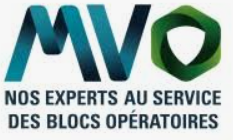 MVO
NOS EXPERTS AU SERVICE
DES BLOCS OPÉRATOIRES